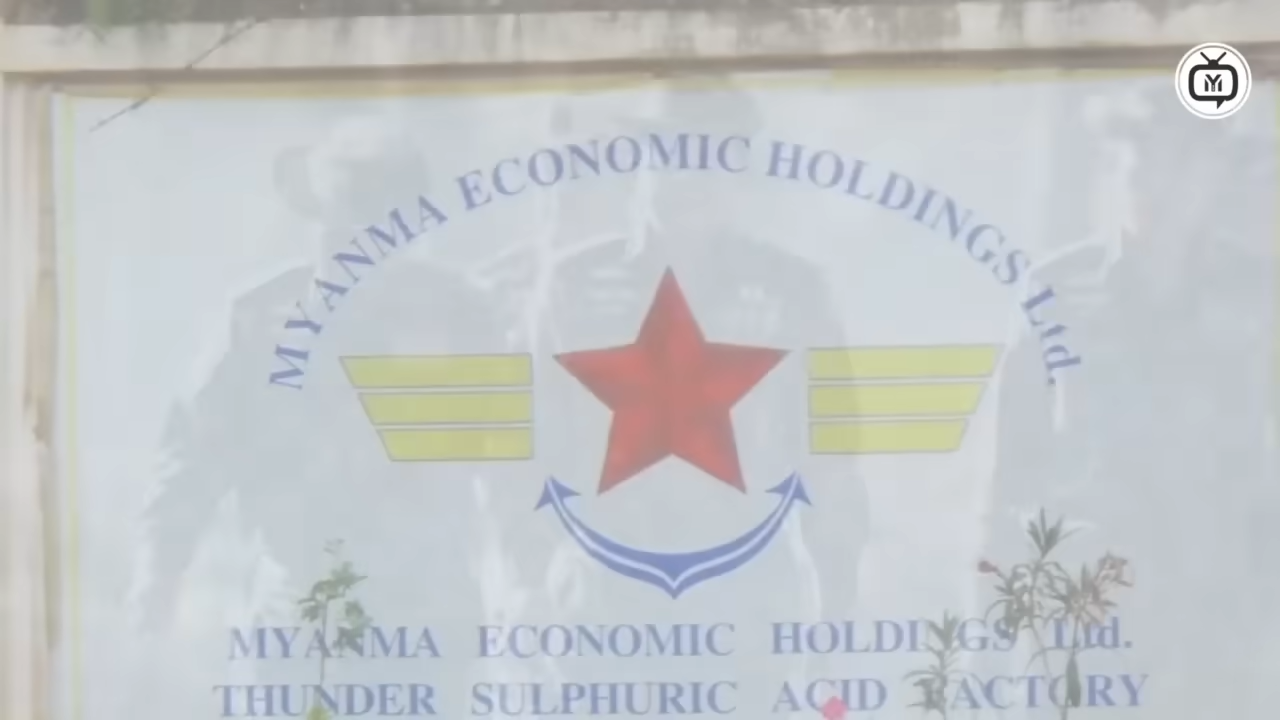 MYANMA ECONOMIC HOLDINGS Ltd.
MYANMA ECONOMIC HOLDINGS Ltd.
THUNDER SULPHURIC ACID FACTORY